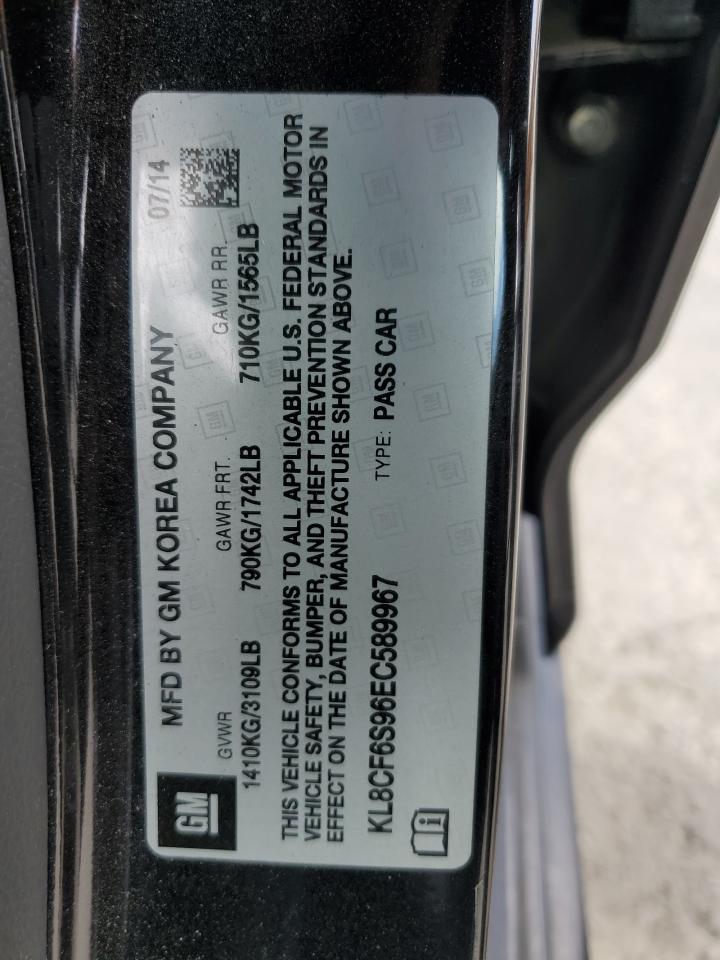 GM
MFD BY GM KOREA COMPANY 07/14
GVWR GAWR FRT. GAWR RR.
1410KG/3109LB 790KG/1742LB 710KG/1565LB
THIS VEHICLE CONFORMS TO ALL APPLICABLE U.S. FEDERAL MOTOR
VEHICLE SAFETY, BUMPER, AND THEFT PREVENTION STANDARDS IN
EFFECT ON THE DATE OF MANUFACTURE SHOWN ABOVE.
KL8CF6S96EC589967 TYPE: PASS CAR